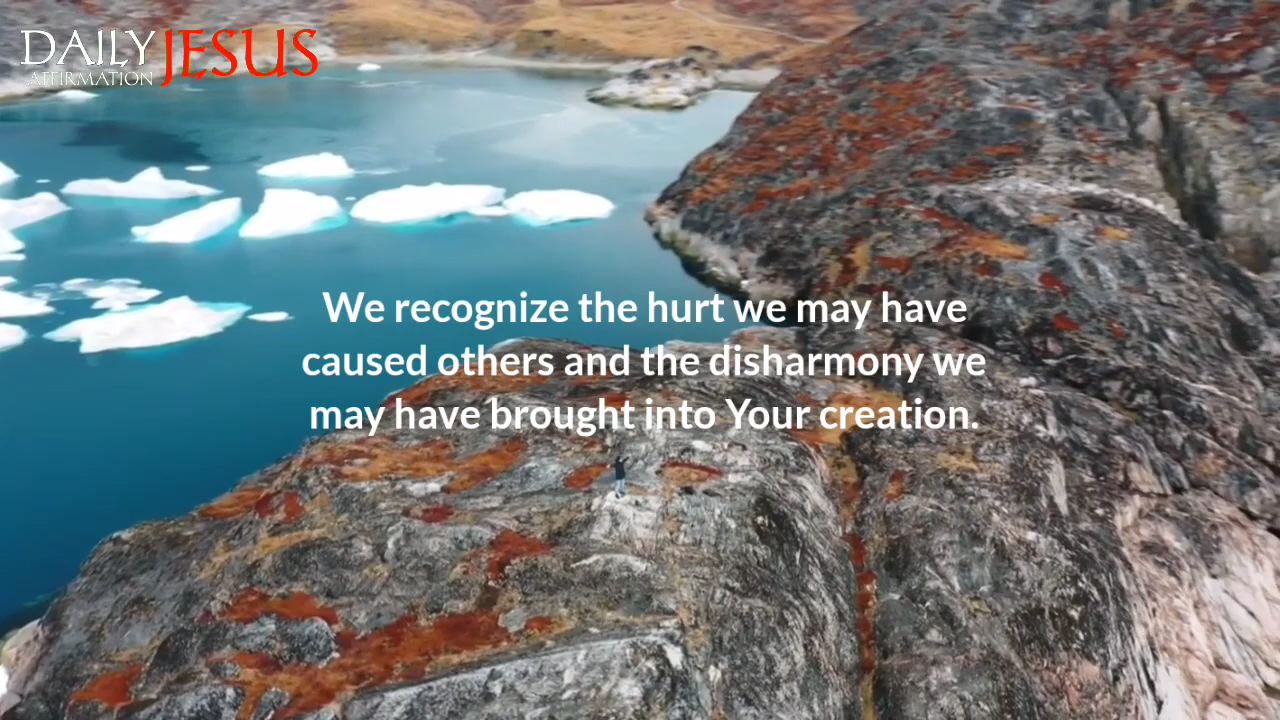 DAILY JESUS
AFFIRMATION
We recognize the hurt we may have
caused others and the disharmony we
may have brought into Your creation.